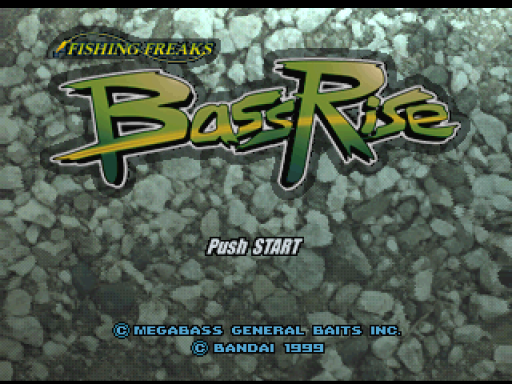 FISHING FREAKS
BassRise
Push START
© MEGABASS GENERAL BAITS INC.
© BANDAI 1999